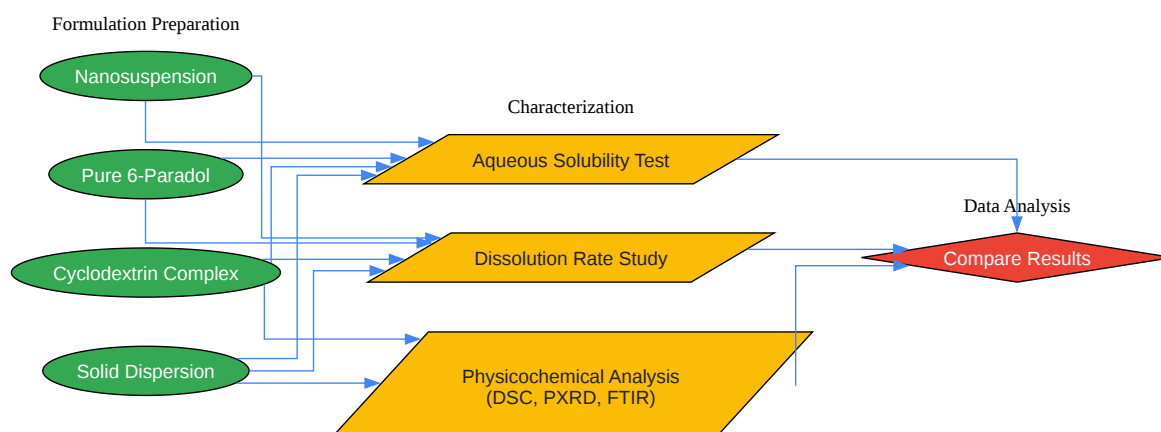 Formulation Preparation
Nanosuspension
Pure 6-Paradol
Cyclodextrin Complex
Solid Dispersion
Characterization
Aqueous Solubility Test
Dissolution Rate Study
Physicochemical Analysis
(DSC, PXRD, FTIR)
Data Analysis
Compare Results